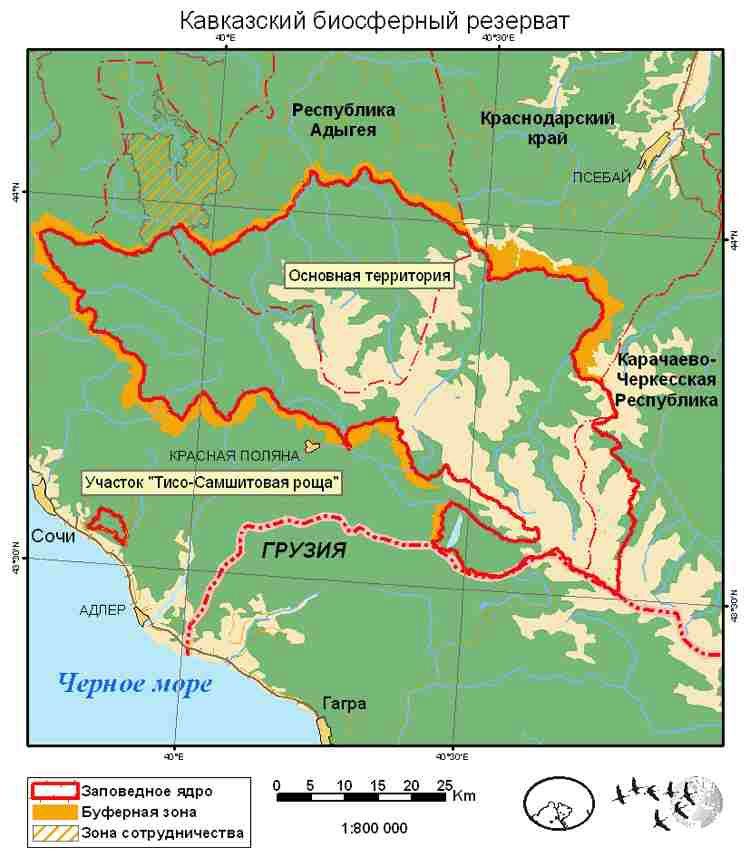 Кавказский биосферный резерват
40°E
40°30'E
Республика
Адыгея
Краснодарский
край
ПСЕБАЙ
44°N
44°N
Основная территория
Карачаево-
Черкесская
Республика
КРАСНАЯ ПОЛЯНА
Участок "Тисо-Самшитовая роща"
Сочи
ГРУЗИЯ
43°30'N
43°30'N
АДЛЕР
Черное море
Гагра
40°E
40°30'E
Заповедное ядро
Буферная зона
Зона сотрудничества
0 5 10 15 20 25
Km
1:800 000